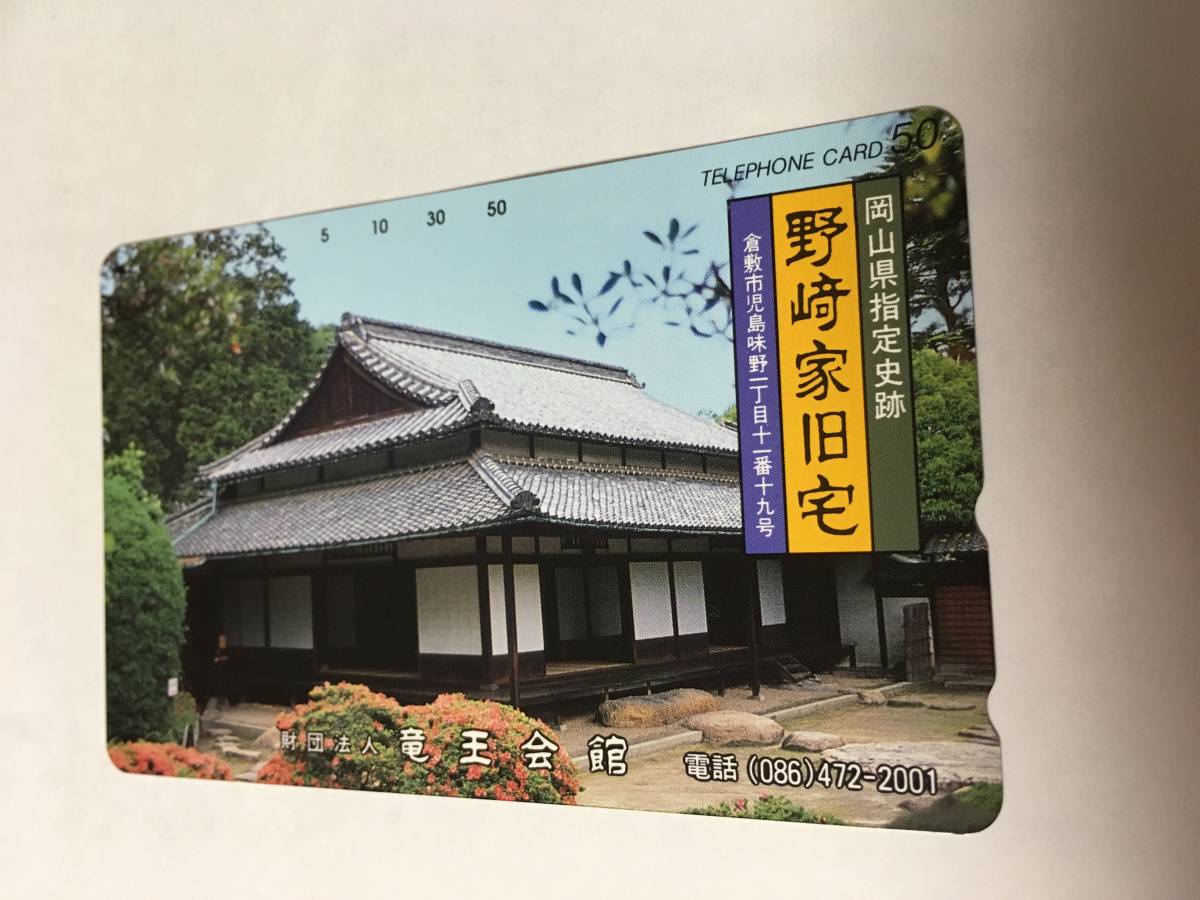 TELEPHONE CARD 50
5 10 30 50
岡山県指定史跡
野﨑家旧宅
倉敷市児島味野一丁目十一番十九号
財団法人 竜王会館 電話(086)472-2001